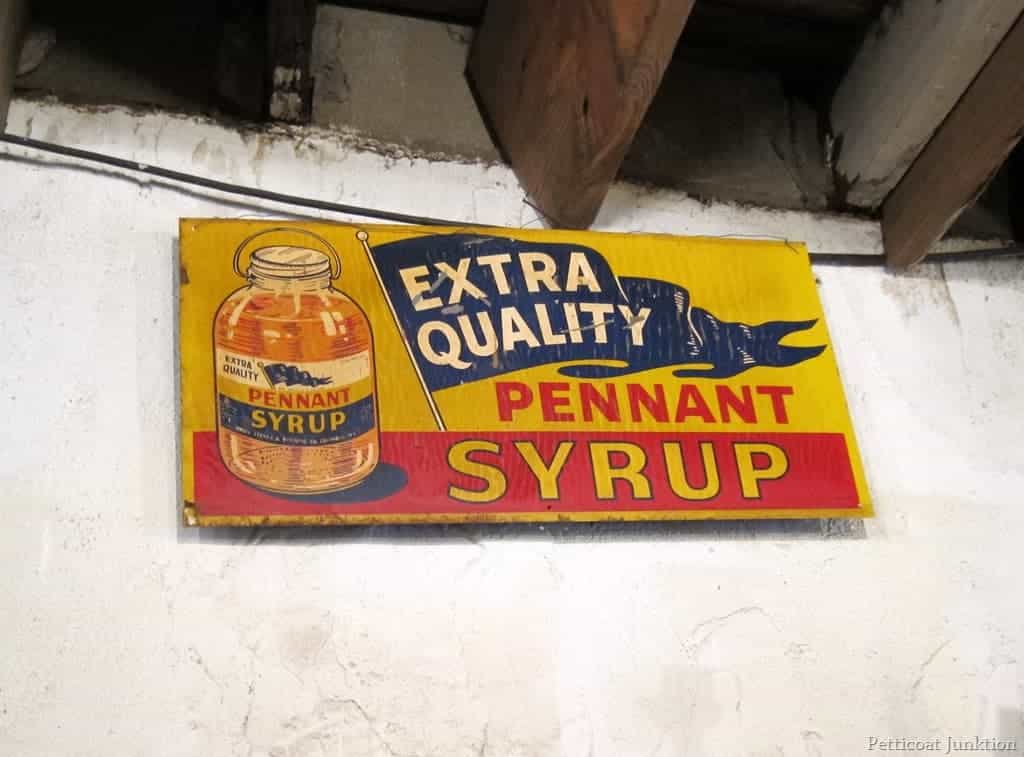 EXTRA
QUALITY
PENNANT
SYRUP
EXTRA
QUALITY
PENNANT
SYRUP
Petticoat Junktion